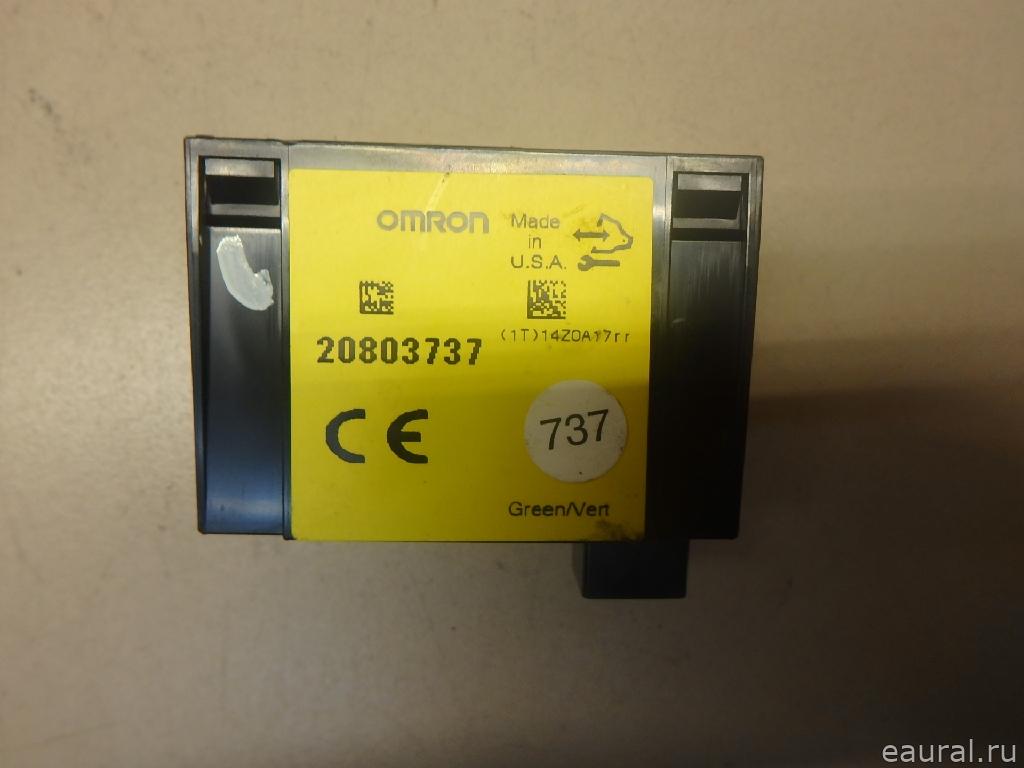 OMRON
Made
in
U.S.A.
(1T)14Z0A17rr
20803737
CE
737
Green/Vert
eaural.ru